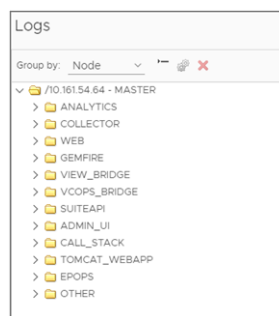 Logs
Group by: Node
/10.161.54.64 - MASTER
ANALYTICS
COLLECTOR
WEB
GEMFIRE
VIEW_BRIDGE
VCOPS_BRIDGE
SUITEAPI
ADMIN_UI
CALL_STACK
TOMCAT_WEBAPP
EPOPS
OTHER